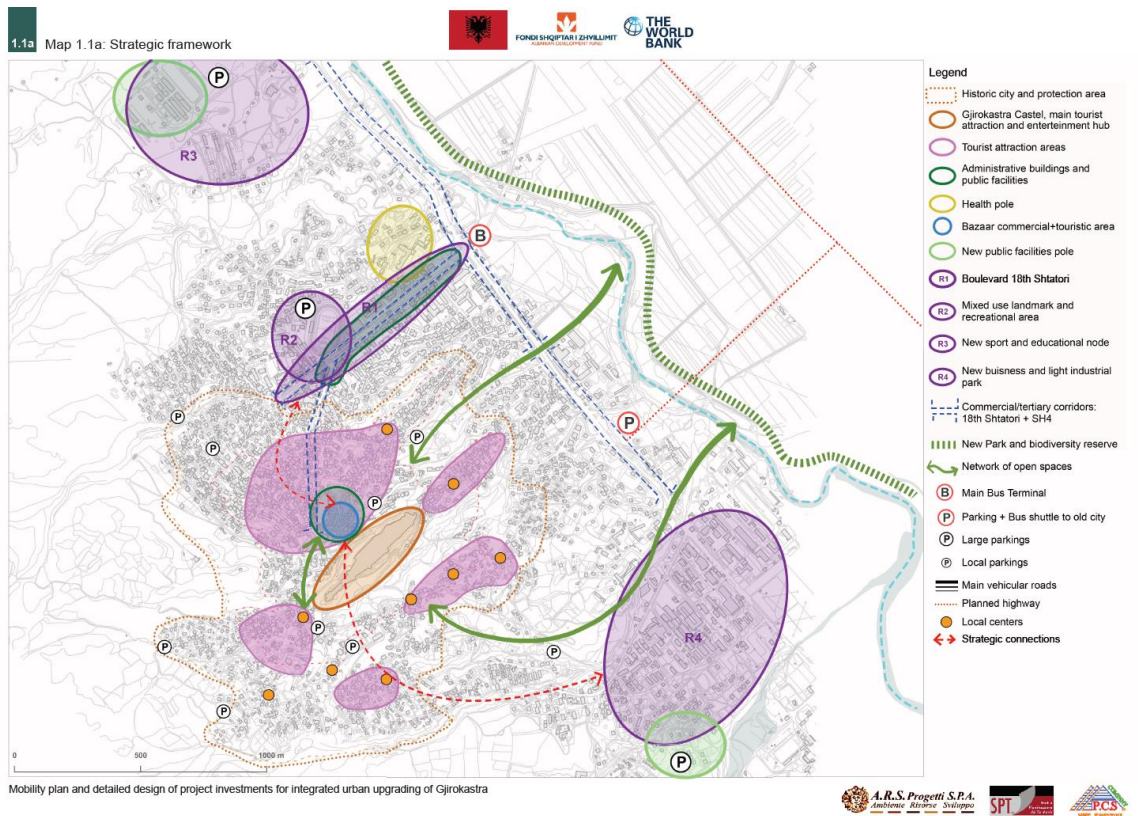 1.1a
Map 1.1a: Strategic framework
FONDI SHQIPTAR I ZHVILLIMIT
ALBANIAN DEVELOPMENT FUND
THE
WORLD
BANK
P
R3
B
P
R1
R2
P
P
P
P
P
P
P
P
P
P
P
R4
P
0
500
1000 m
Legend
Historic city and protection area
Gjirokastra Castel, main tourist
attraction and enterteinment hub
Tourist attraction areas
Administrative buildings and
public facilities
Health pole
Bazaar commercial+touristic area
New public facilities pole
R1 Boulevard 18th Shtatori
R2 Mixed use landmark and
recreational area
R3 New sport and educational node
R4 New buisness and light industrial
park
Commercial/tertiary corridors:
18th Shtatori + SH4
New Park and biodiversity reserve
Network of open spaces
B Main Bus Terminal
P Parking + Bus shuttle to old city
P Large parkings
P Local parkings
Main vehicular roads
Planned highway
Local centers
Strategic connections
Mobility plan and detailed design of project investments for integrated urban upgrading of Gjirokastra
A.R.S. Progetti S.P.A.
Ambiente Risorse Sviluppo
SPT
P.C.S